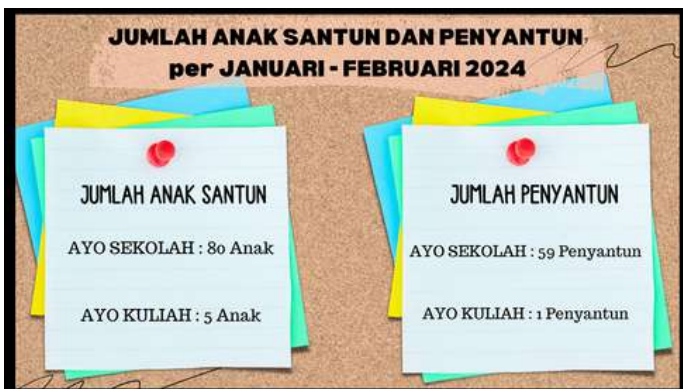 JUMLAH ANAK SANTUN DAN PENYANTUN
per JANUARI - FEBRUARI 2024
JUMLAH ANAK SANTUN
AYO SEKOLAH : 80 Anak
AYO KULIAH : 5 Anak
JUMLAH PENYANTUN
AYO SEKOLAH : 59 Penyantun
AYO KULIAH : 1 Penyantun